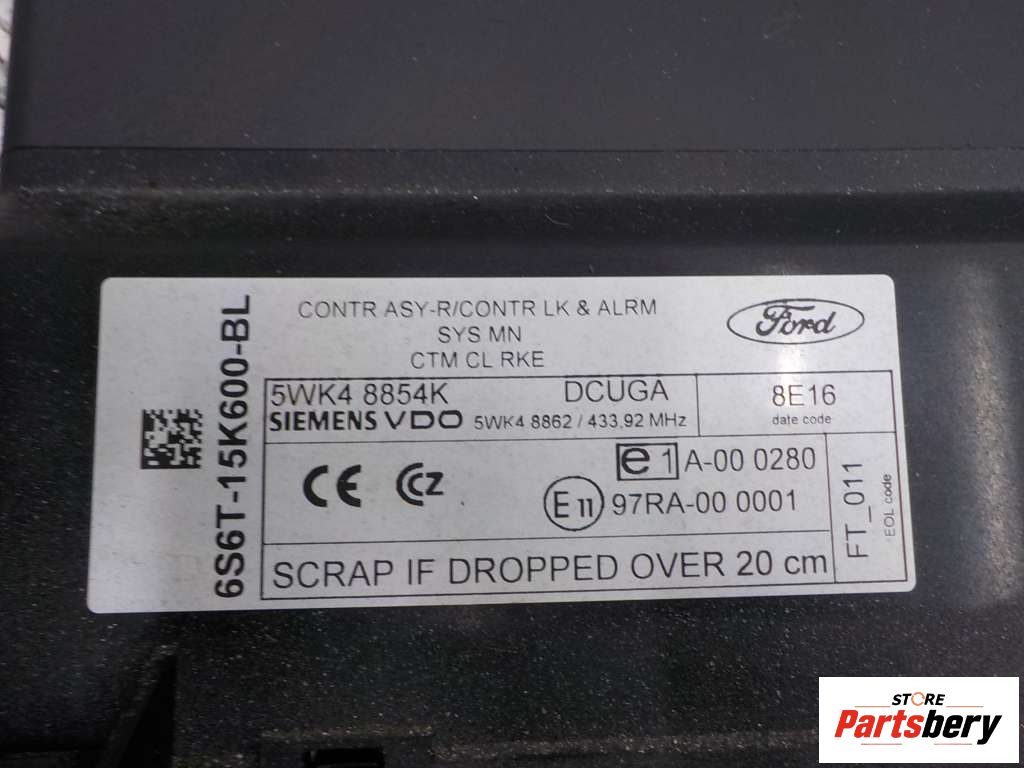 CONTR ASY-R/CONTR LK & ALRM
SYS MN
CTM CL RKE
Ford
6S6T-15K600-BL
5WK4 8854K DCUGA
SIEMENS VDO 5WK4 8862 / 433,92 MHz
8E16
date code
CE CCZ
e 1 A-00 0280
E 11 97RA-00 0001
FT_011
EOL code
SCRAP IF DROPPED OVER 20 cm
STORE
Partsbery